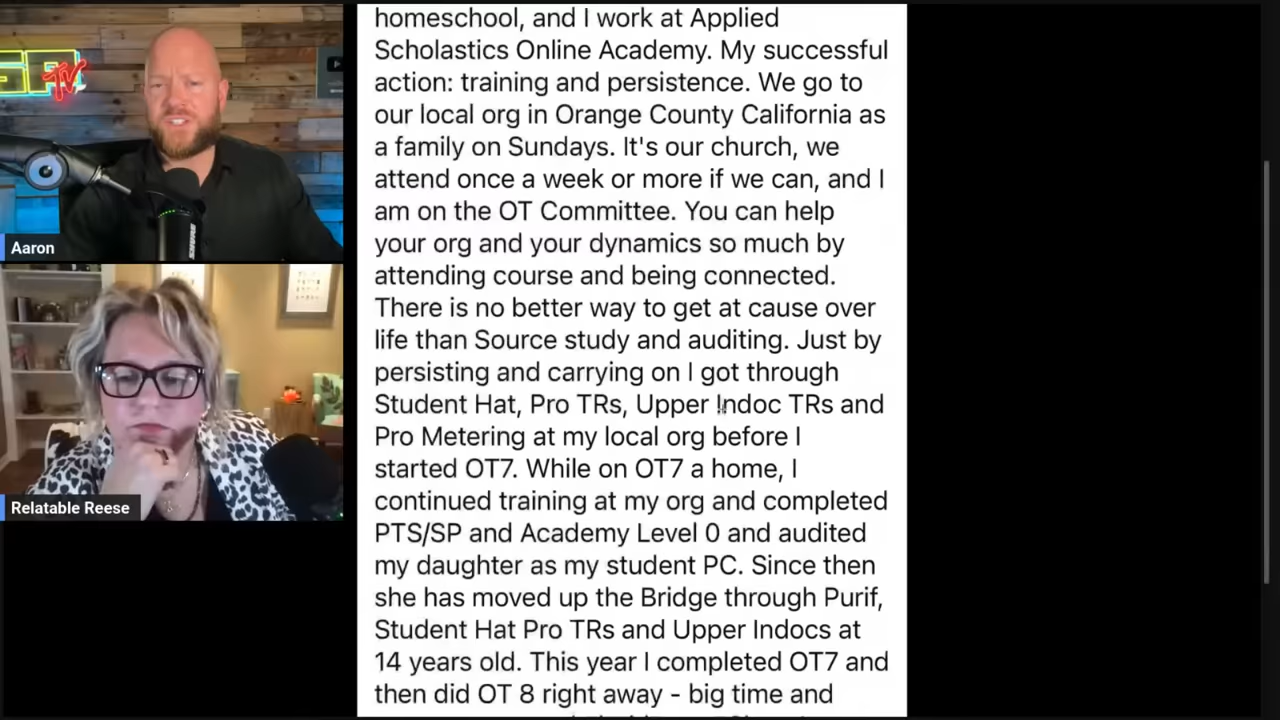 homeschool, and I work at Applied
Scholastics Online Academy. My successful
action: training and persistence. We go to
our local org in Orange County California as
a family on Sundays. It's our church, we
attend once a week or more if we can, and I
am on the OT Committee. You can help
your org and your dynamics so much by
attending course and being connected.
There is no better way to get at cause over
life than Source study and auditing. Just by
persisting and carrying on I got through
Student Hat, Pro TRs, Upper Indoc TRs and
Pro Metering at my local org before I
started OT7. While on OT7 a home, I
continued training at my org and completed
PTS/SP and Academy Level 0 and audited
my daughter as my student PC. Since then
she has moved up the Bridge through Purif,
Student Hat Pro TRs and Upper Indocs at
14 years old. This year I completed OT7 and
then did OT 8 right away - big time and
TV
SHURE
Aaron
Relatable Reese